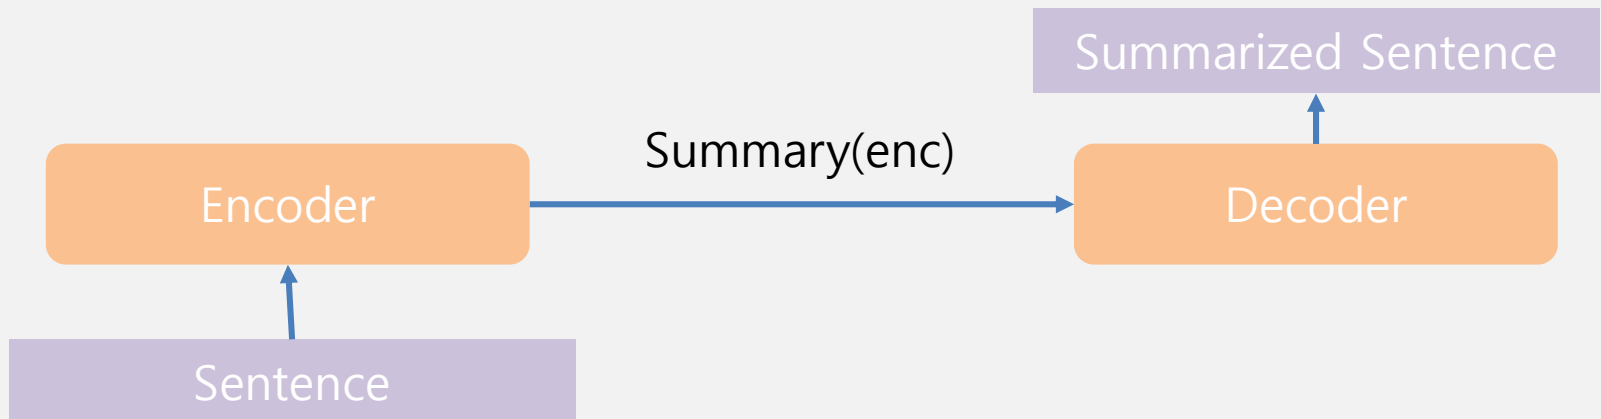 Summarized Sentence
Summary(enc)
Encoder
Decoder
Sentence